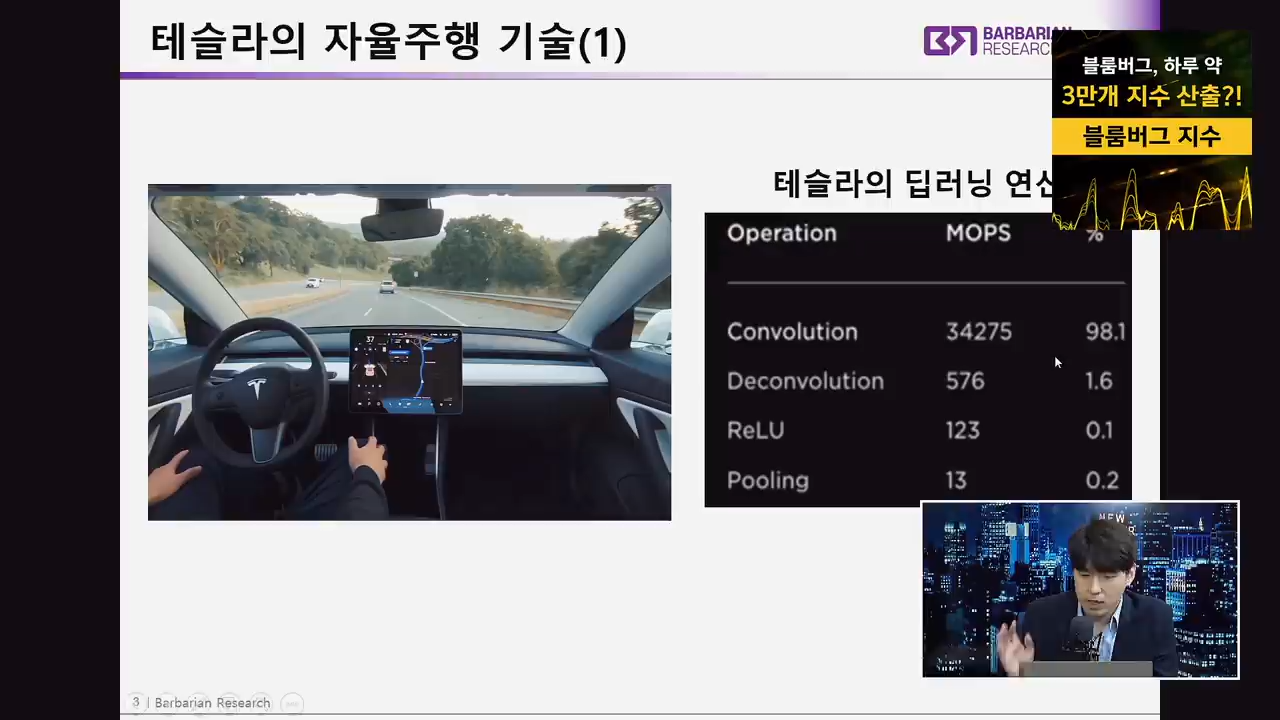 테슬라의 자율주행 기술(1)
BARBARIAN
RESEARCH
블룸버그, 하루 약
3만개 지수 산출?!
블룸버그 지수
테슬라의 딥러닝
Operation MOPS %
Convolution 34275 98.1
Deconvolution 576 1.6
ReLU 123 0.1
Pooling 13 0.2
37
NEW
3 | Barbarian Research